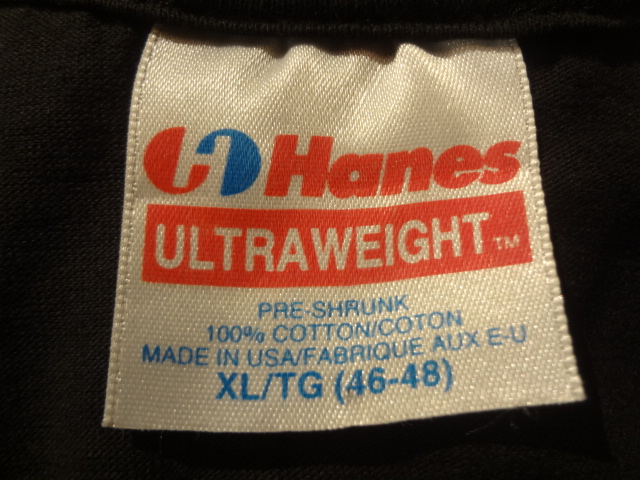 Hanes
ULTRAWEIGHT™
PRE-SHRUNK
100% COTTON/COTON
MADE IN USA/FABRIQUE AUX E-U
XL/TG (46-48)